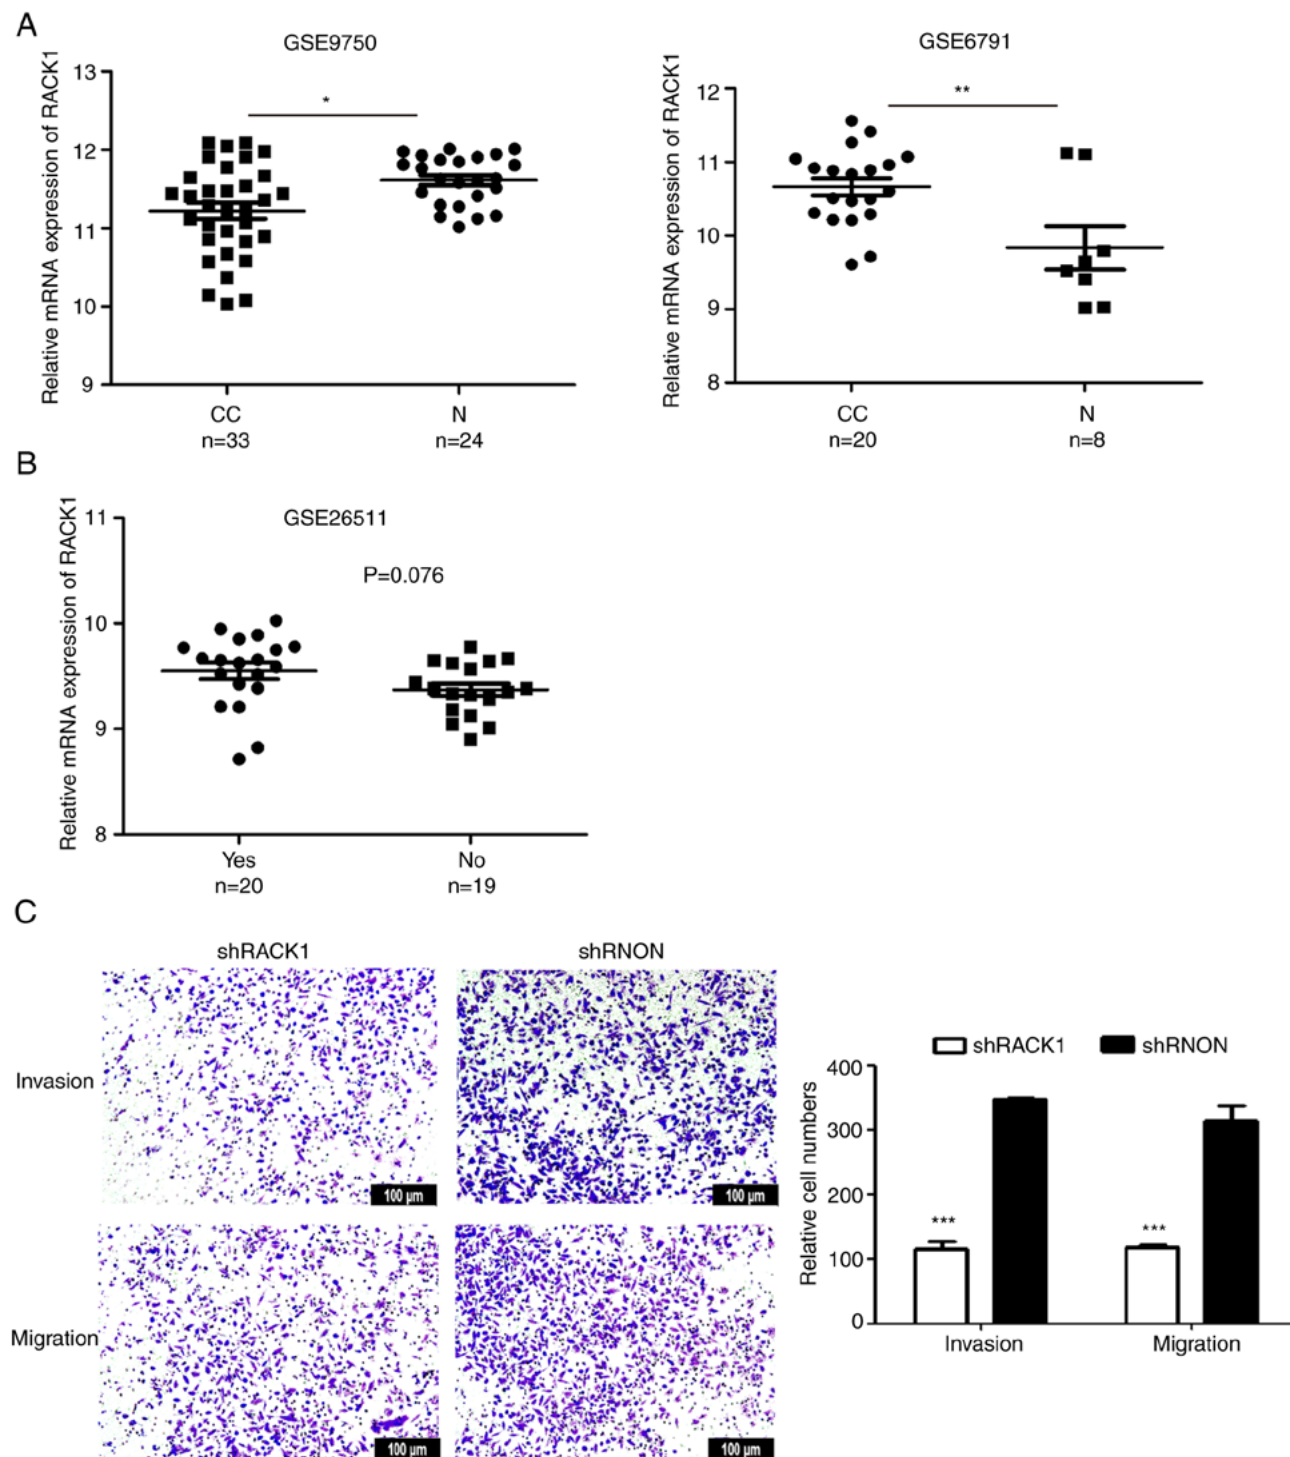 A
GSE9750
Relative mRNA expression of RACK1
13
12
11
10
9
*
CC
n=33
N
n=24
GSE6791
Relative mRNA expression of RACK1
12
11
10
9
8
**
CC
n=20
N
n=8
B
GSE26511
Relative mRNA expression of RACK1
11
10
9
8
P=0.076
Yes
n=20
No
n=19
C
shRACK1
shRNON
Invasion
100 µm
100 µm
Migration
100 µm
100 µm
shRACK1
shRNON
Relative cell numbers
400
300
200
100
0
***
***
Invasion
Migration